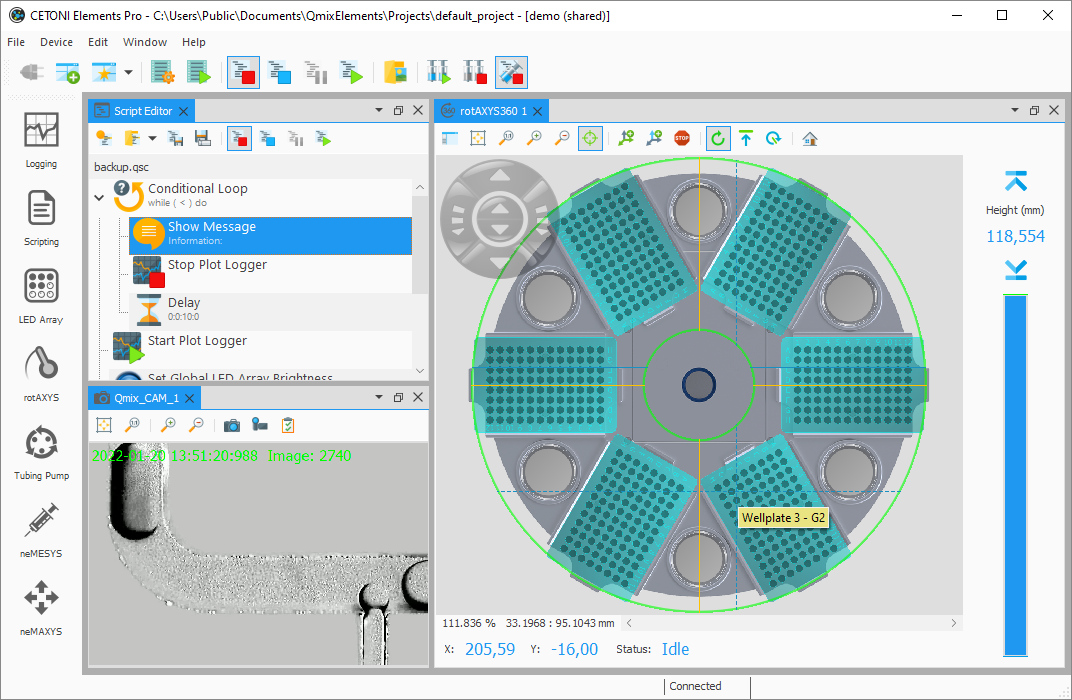 CETONI Elements Pro - C:\Users\Public\Documents\QmixElements\Projects\default_project - [demo (shared)]
File Device Edit Window Help
Logging
Scripting
LED Array
rotAXYS
Tubing Pump
neMESYS
neMAXYS
Script Editor
backup.qsc
?
Conditional Loop
while ( < ) do
Show Message
Information:
Stop Plot Logger
Delay
0:0:10:0
Start Plot Logger
Set Global LED Array Brightness
Qmix_CAM_1
2022-01-20 13:51:20:988 Image: 2740
360 rotAXYS360 1
STOP
Wellplate 3 - G2
111.836 % 33.1968 : 95.1043 mm
X: 205,59 Y: -16,00 Status: Idle
Height (mm)
118,554
Connected